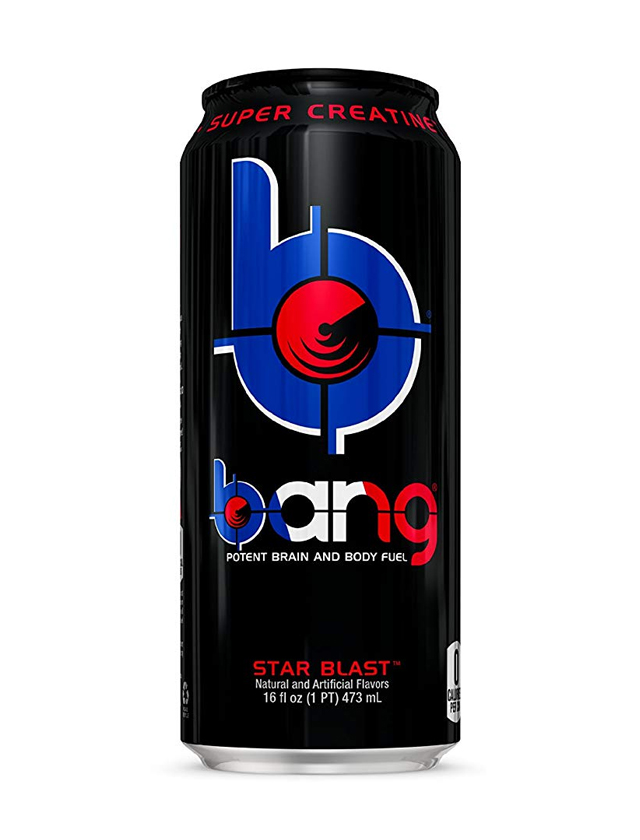 SUPER CREATINE
b
bang®
POTENT BRAIN AND BODY FUEL
STAR BLAST™
Natural and Artificial Flavors
16 fl oz (1 PT) 473 mL
0